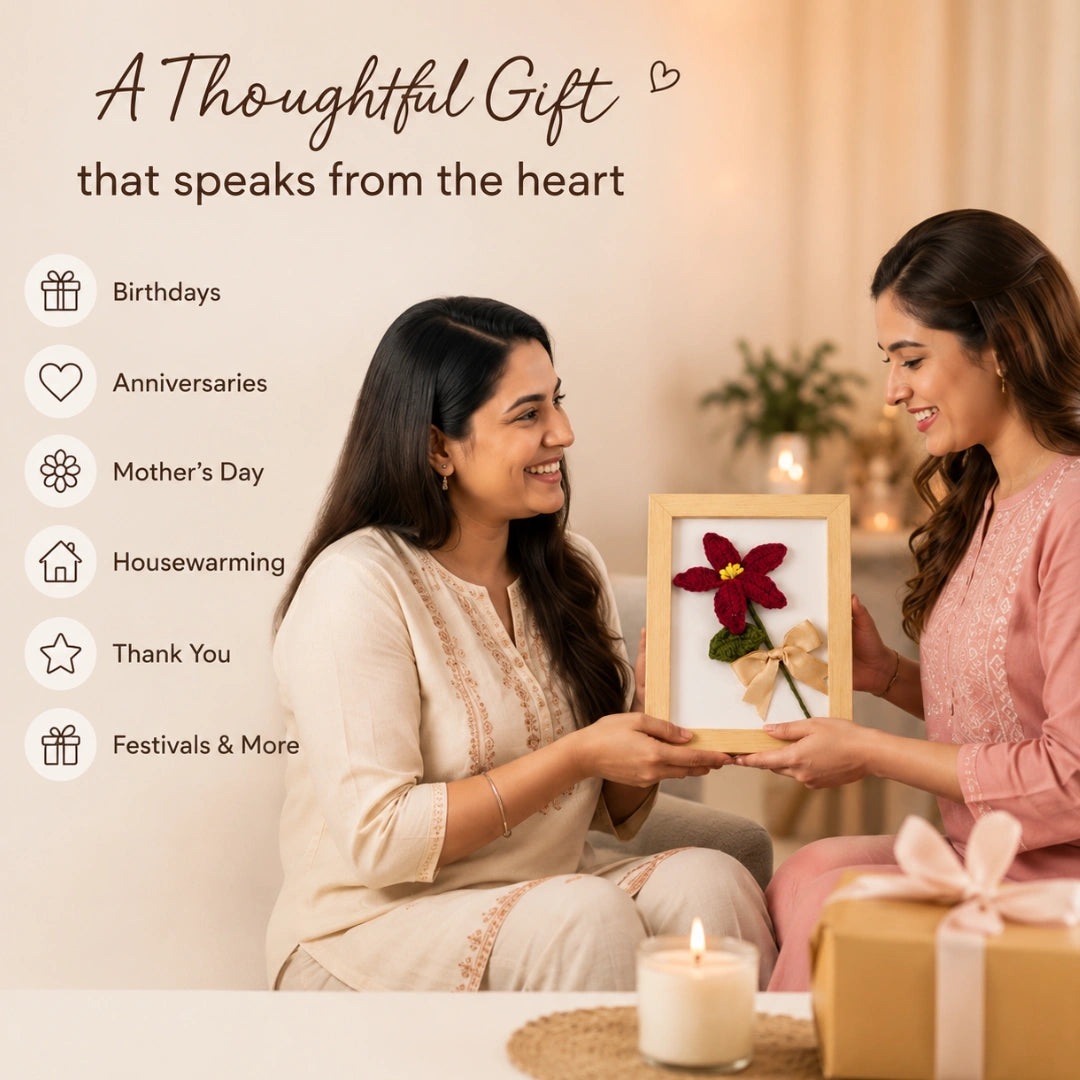 A Thoughtful Gift
that speaks from the heart
Birthdays
Anniversaries
Mother’s Day
Housewarming
Thank You
Festivals & More